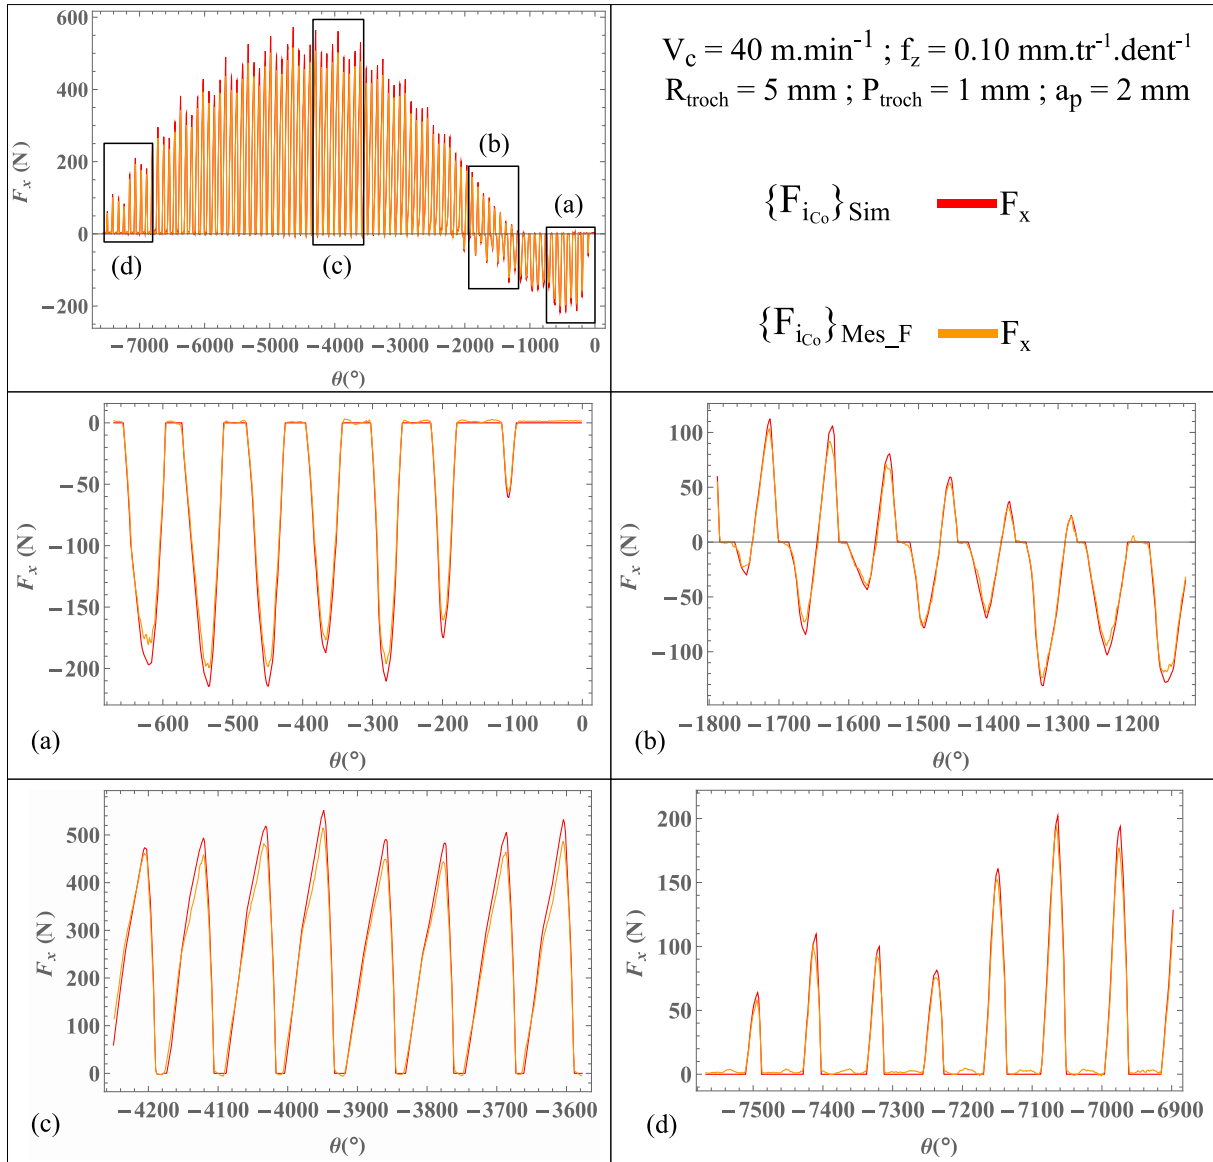 600
400
200
0
−200
F_x (N)
(d)
(c)
(b)
(a)
−7000 −6000 −5000 −4000 −3000 −2000 −1000 0
θ(°)
V_c = 40 m.min⁻¹ ; f_z = 0.10 mm.tr⁻¹.dent⁻¹
R_troch = 5 mm ; P_troch = 1 mm ; a_p = 2 mm
{F_i_Co}_Sim F_x
{F_i_Co}_Mes_F F_x
0
−50
−100
−150
−200
F_x (N)
−600 −500 −400 −300 −200 −100 0
(a)
θ(°)
100
50
0
−50
−100
F_x (N)
−1800 −1700 −1600 −1500 −1400 −1300 −1200
(b)
θ(°)
500
400
300
200
100
0
F_x (N)
−4200 −4100 −4000 −3900 −3800 −3700 −3600
(c)
θ(°)
200
150
100
50
0
F_x (N)
−7500 −7400 −7300 −7200 −7100 −7000 −6900
(d)
θ(°)